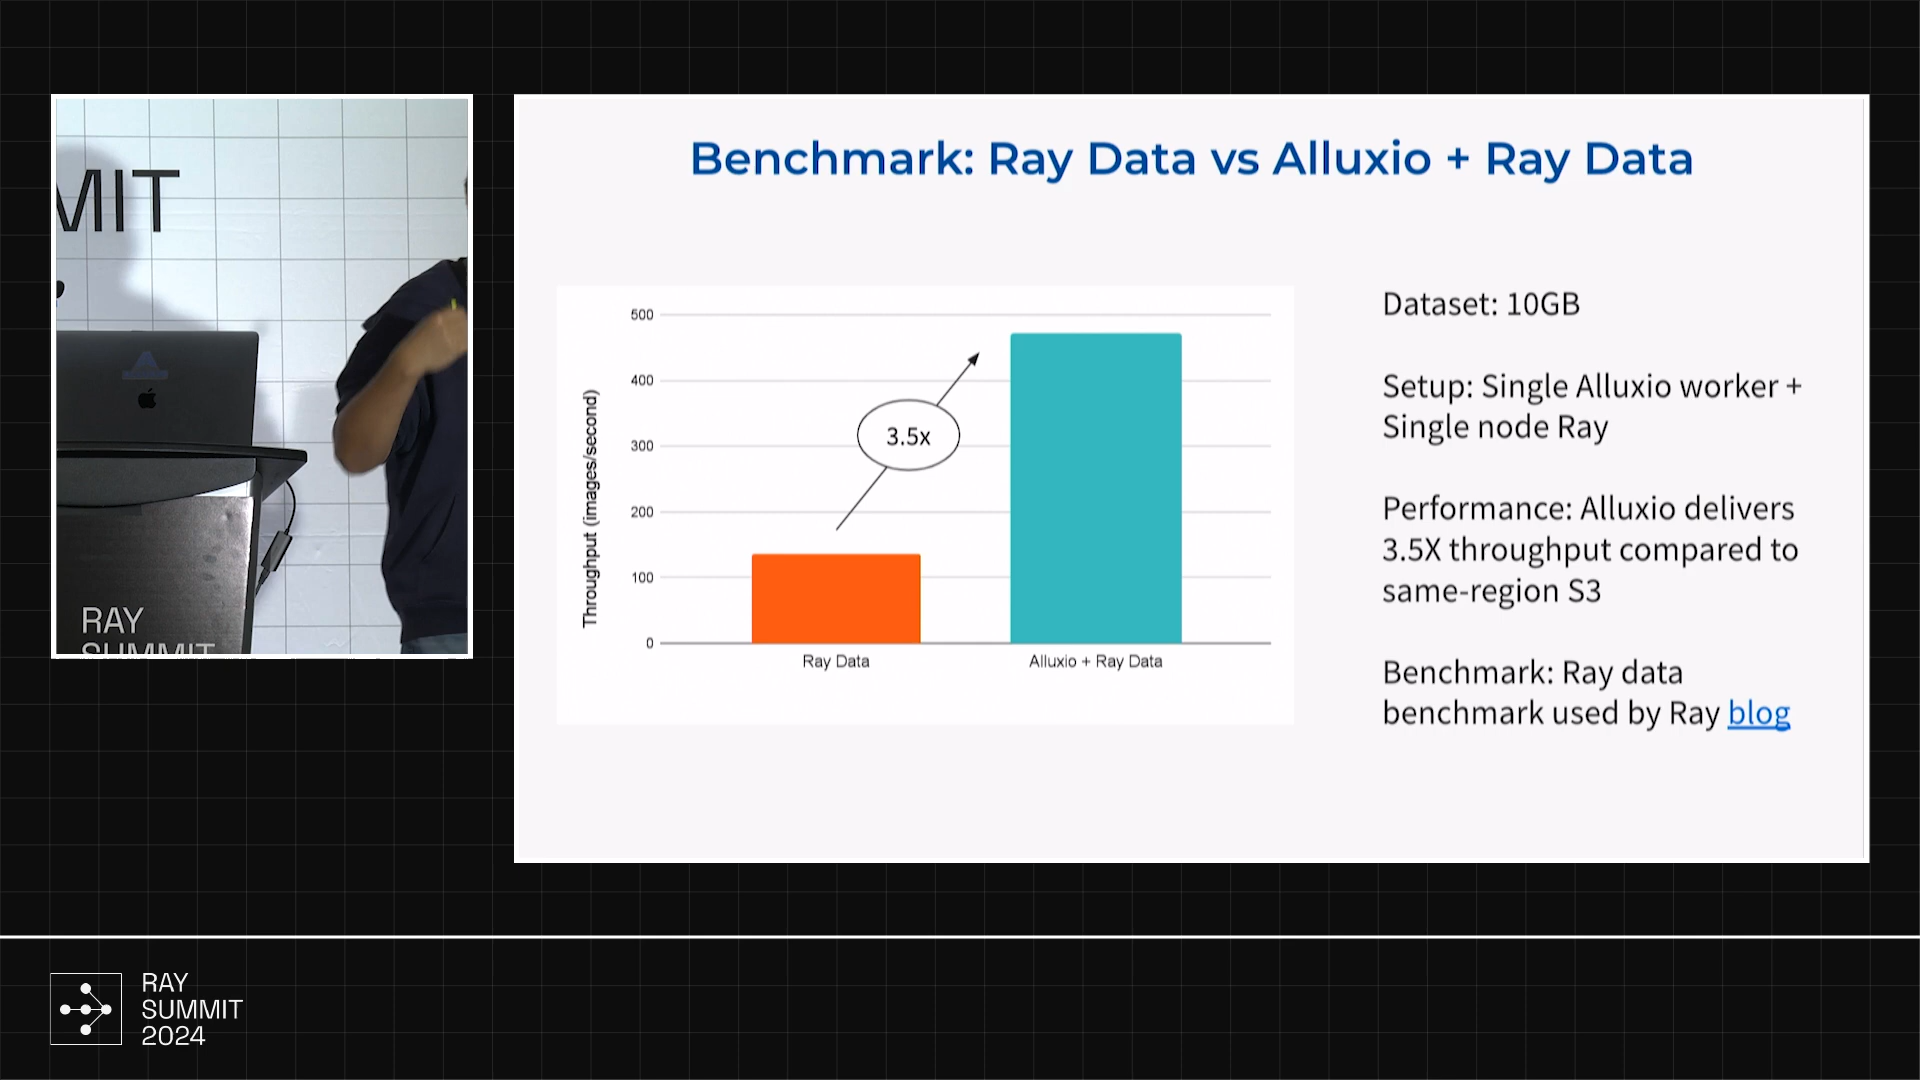 MIT
RAY
SUMMIT
Benchmark: Ray Data vs Alluxio + Ray Data
500
400
300
200
100
0
Throughput (images/second)
3.5x
Ray Data
Alluxio + Ray Data
Dataset: 10GB
Setup: Single Alluxio worker +
Single node Ray
Performance: Alluxio delivers
3.5X throughput compared to
same-region S3
Benchmark: Ray data
benchmark used by Ray blog
RAY
SUMMIT
2024